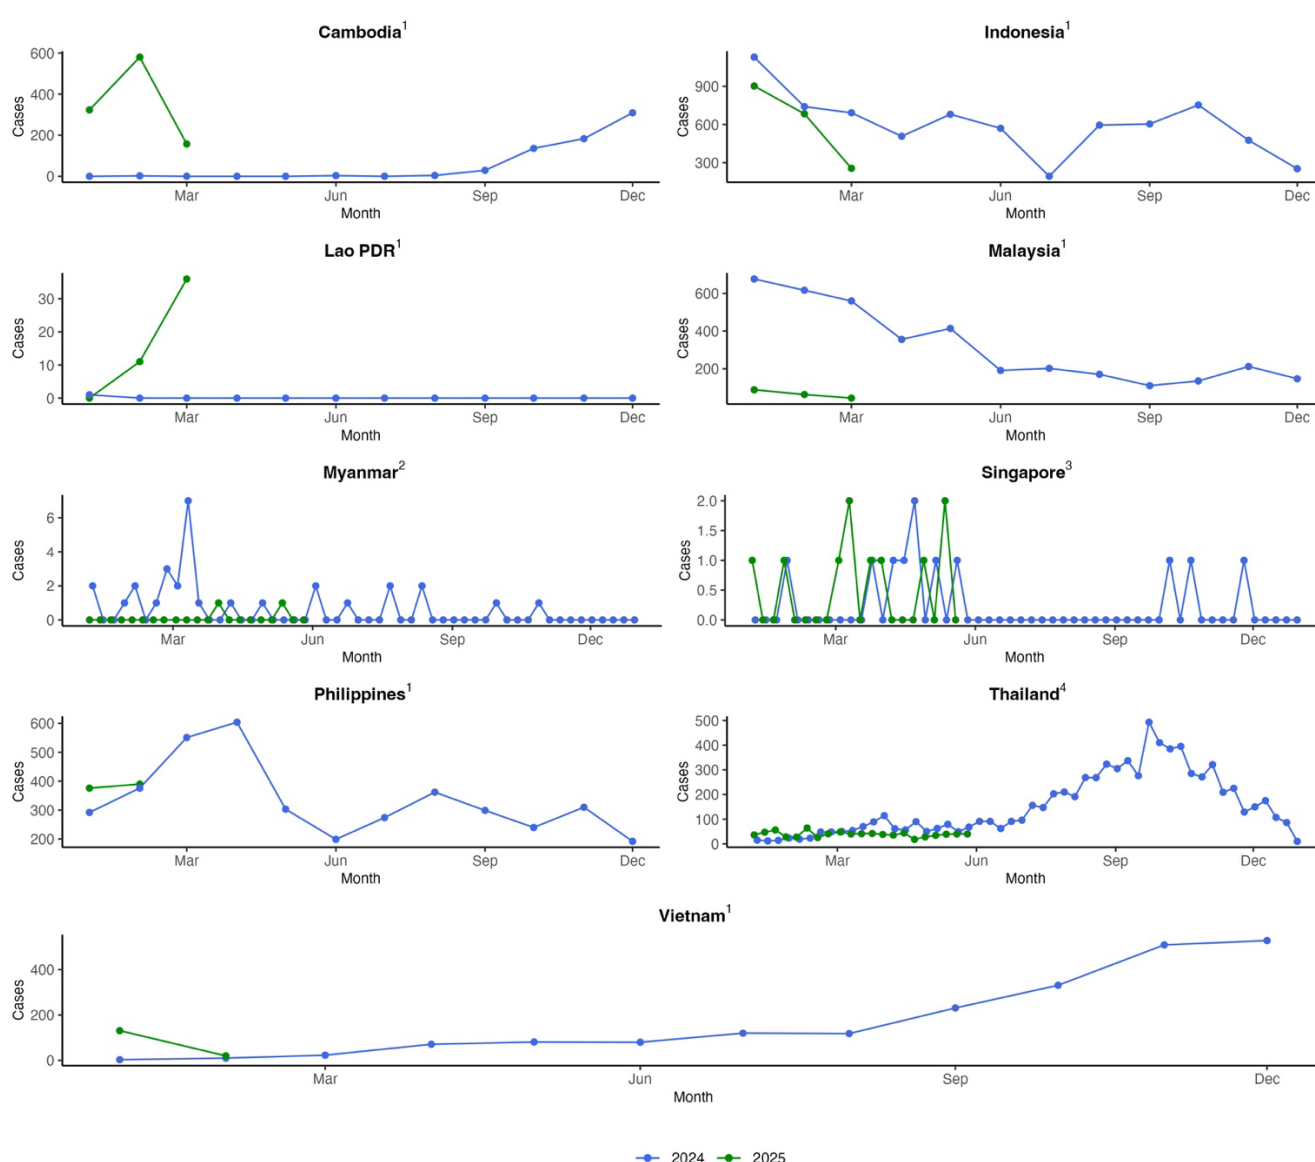 Cambodia1
Cases
600
400
200
0
Mar Jun Sep Dec
Month
Indonesia1
Cases
900
600
300
Mar Jun Sep Dec
Month
Lao PDR1
Cases
30
20
10
0
Mar Jun Sep Dec
Month
Malaysia1
Cases
600
400
200
Mar Jun Sep Dec
Month
Myanmar2
Cases
6
4
2
0
Mar Jun Sep Dec
Month
Singapore3
Cases
2.0
1.5
1.0
0.5
0.0
Mar Jun Sep Dec
Month
Philippines1
Cases
600
500
400
300
200
Mar Jun Sep Dec
Month
Thailand4
Cases
500
400
300
200
100
0
Mar Jun Sep Dec
Month
Vietnam1
Cases
400
200
0
Mar Jun Sep Dec
Month
2024 2025